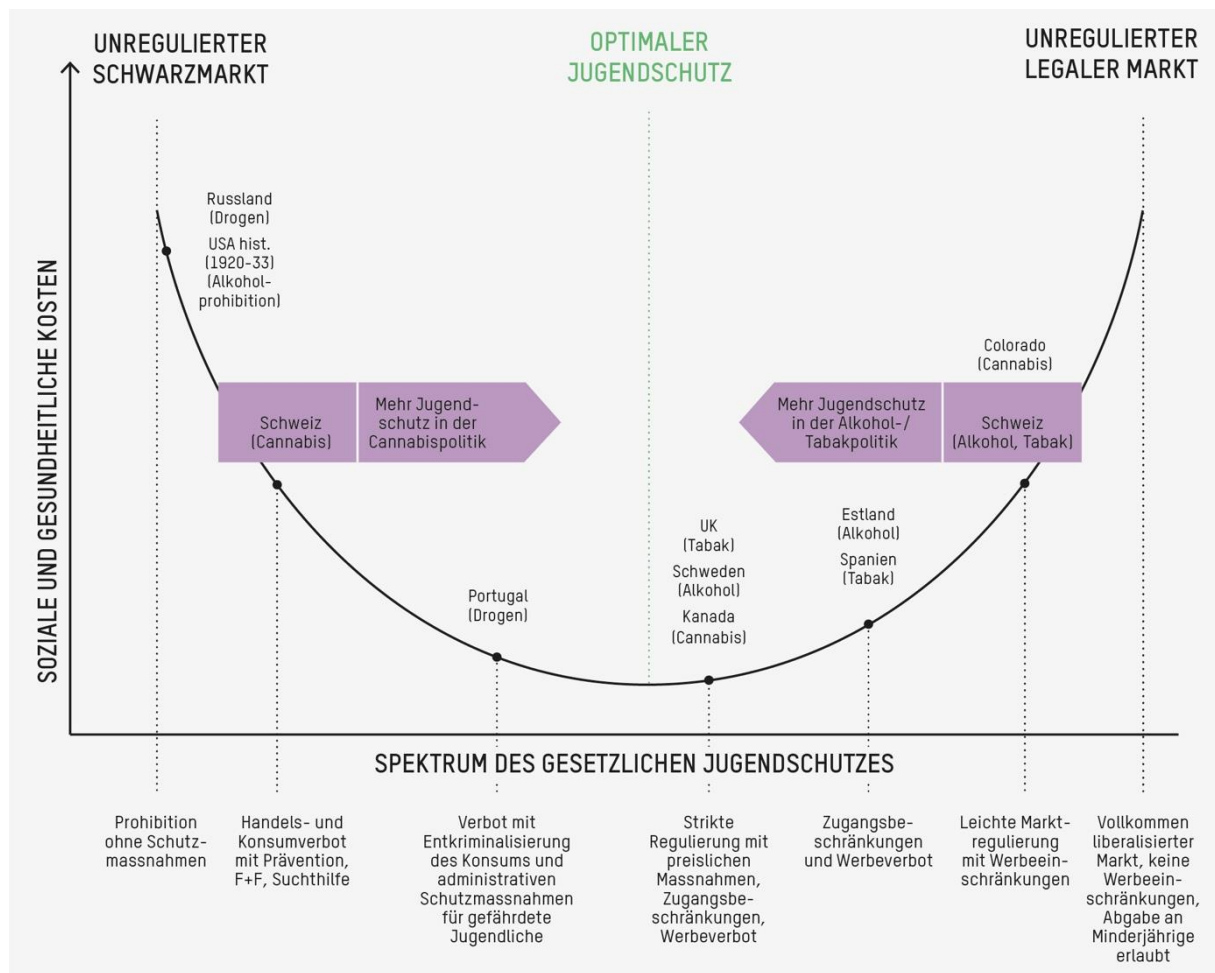 UNREGULIERTER
SCHWARZMARKT
OPTIMALER
JUGENDSCHUTZ
UNREGULIERTER
LEGALER MARKT
SOZIALE UND GESUNDHEITLICHE KOSTEN
Russland
(Drogen)
USA hist.
(1920-33)
(Alkohol-
prohibition)
Schweiz
(Cannabis)
Mehr Jugend-
schutz in der
Cannabispolitik
Portugal
(Drogen)
UK
(Tabak)
Schweden
(Alkohol)
Kanada
(Cannabis)
Mehr Jugendschutz
in der Alkohol-/
Tabakpolitik
Estland
(Alkohol)
Spanien
(Tabak)
Colorado
(Cannabis)
Schweiz
(Alkohol, Tabak)
SPEKTRUM DES GESETZLICHEN JUGENDSCHUTZES
Prohibition
ohne Schutz-
massnahmen
Handels- und
Konsumverbot
mit Prävention,
F+F, Suchthilfe
Verbot mit
Entkriminalisierung
des Konsums und
administrativen
Schutzmassnahmen
für gefährdete
Jugendliche
Strikte
Regulierung mit
preislichen
Massnahmen,
Zugangsbe-
schränkungen,
Werbeverbot
Zugangsbe-
schränkungen
und Werbeverbot
Leichte Markt-
regulierung
mit Werbeein-
schränkungen
Vollkommen
liberalisierter
Markt, keine
Werbeein-
schränkungen,
Abgabe an
Minderjährige
erlaubt